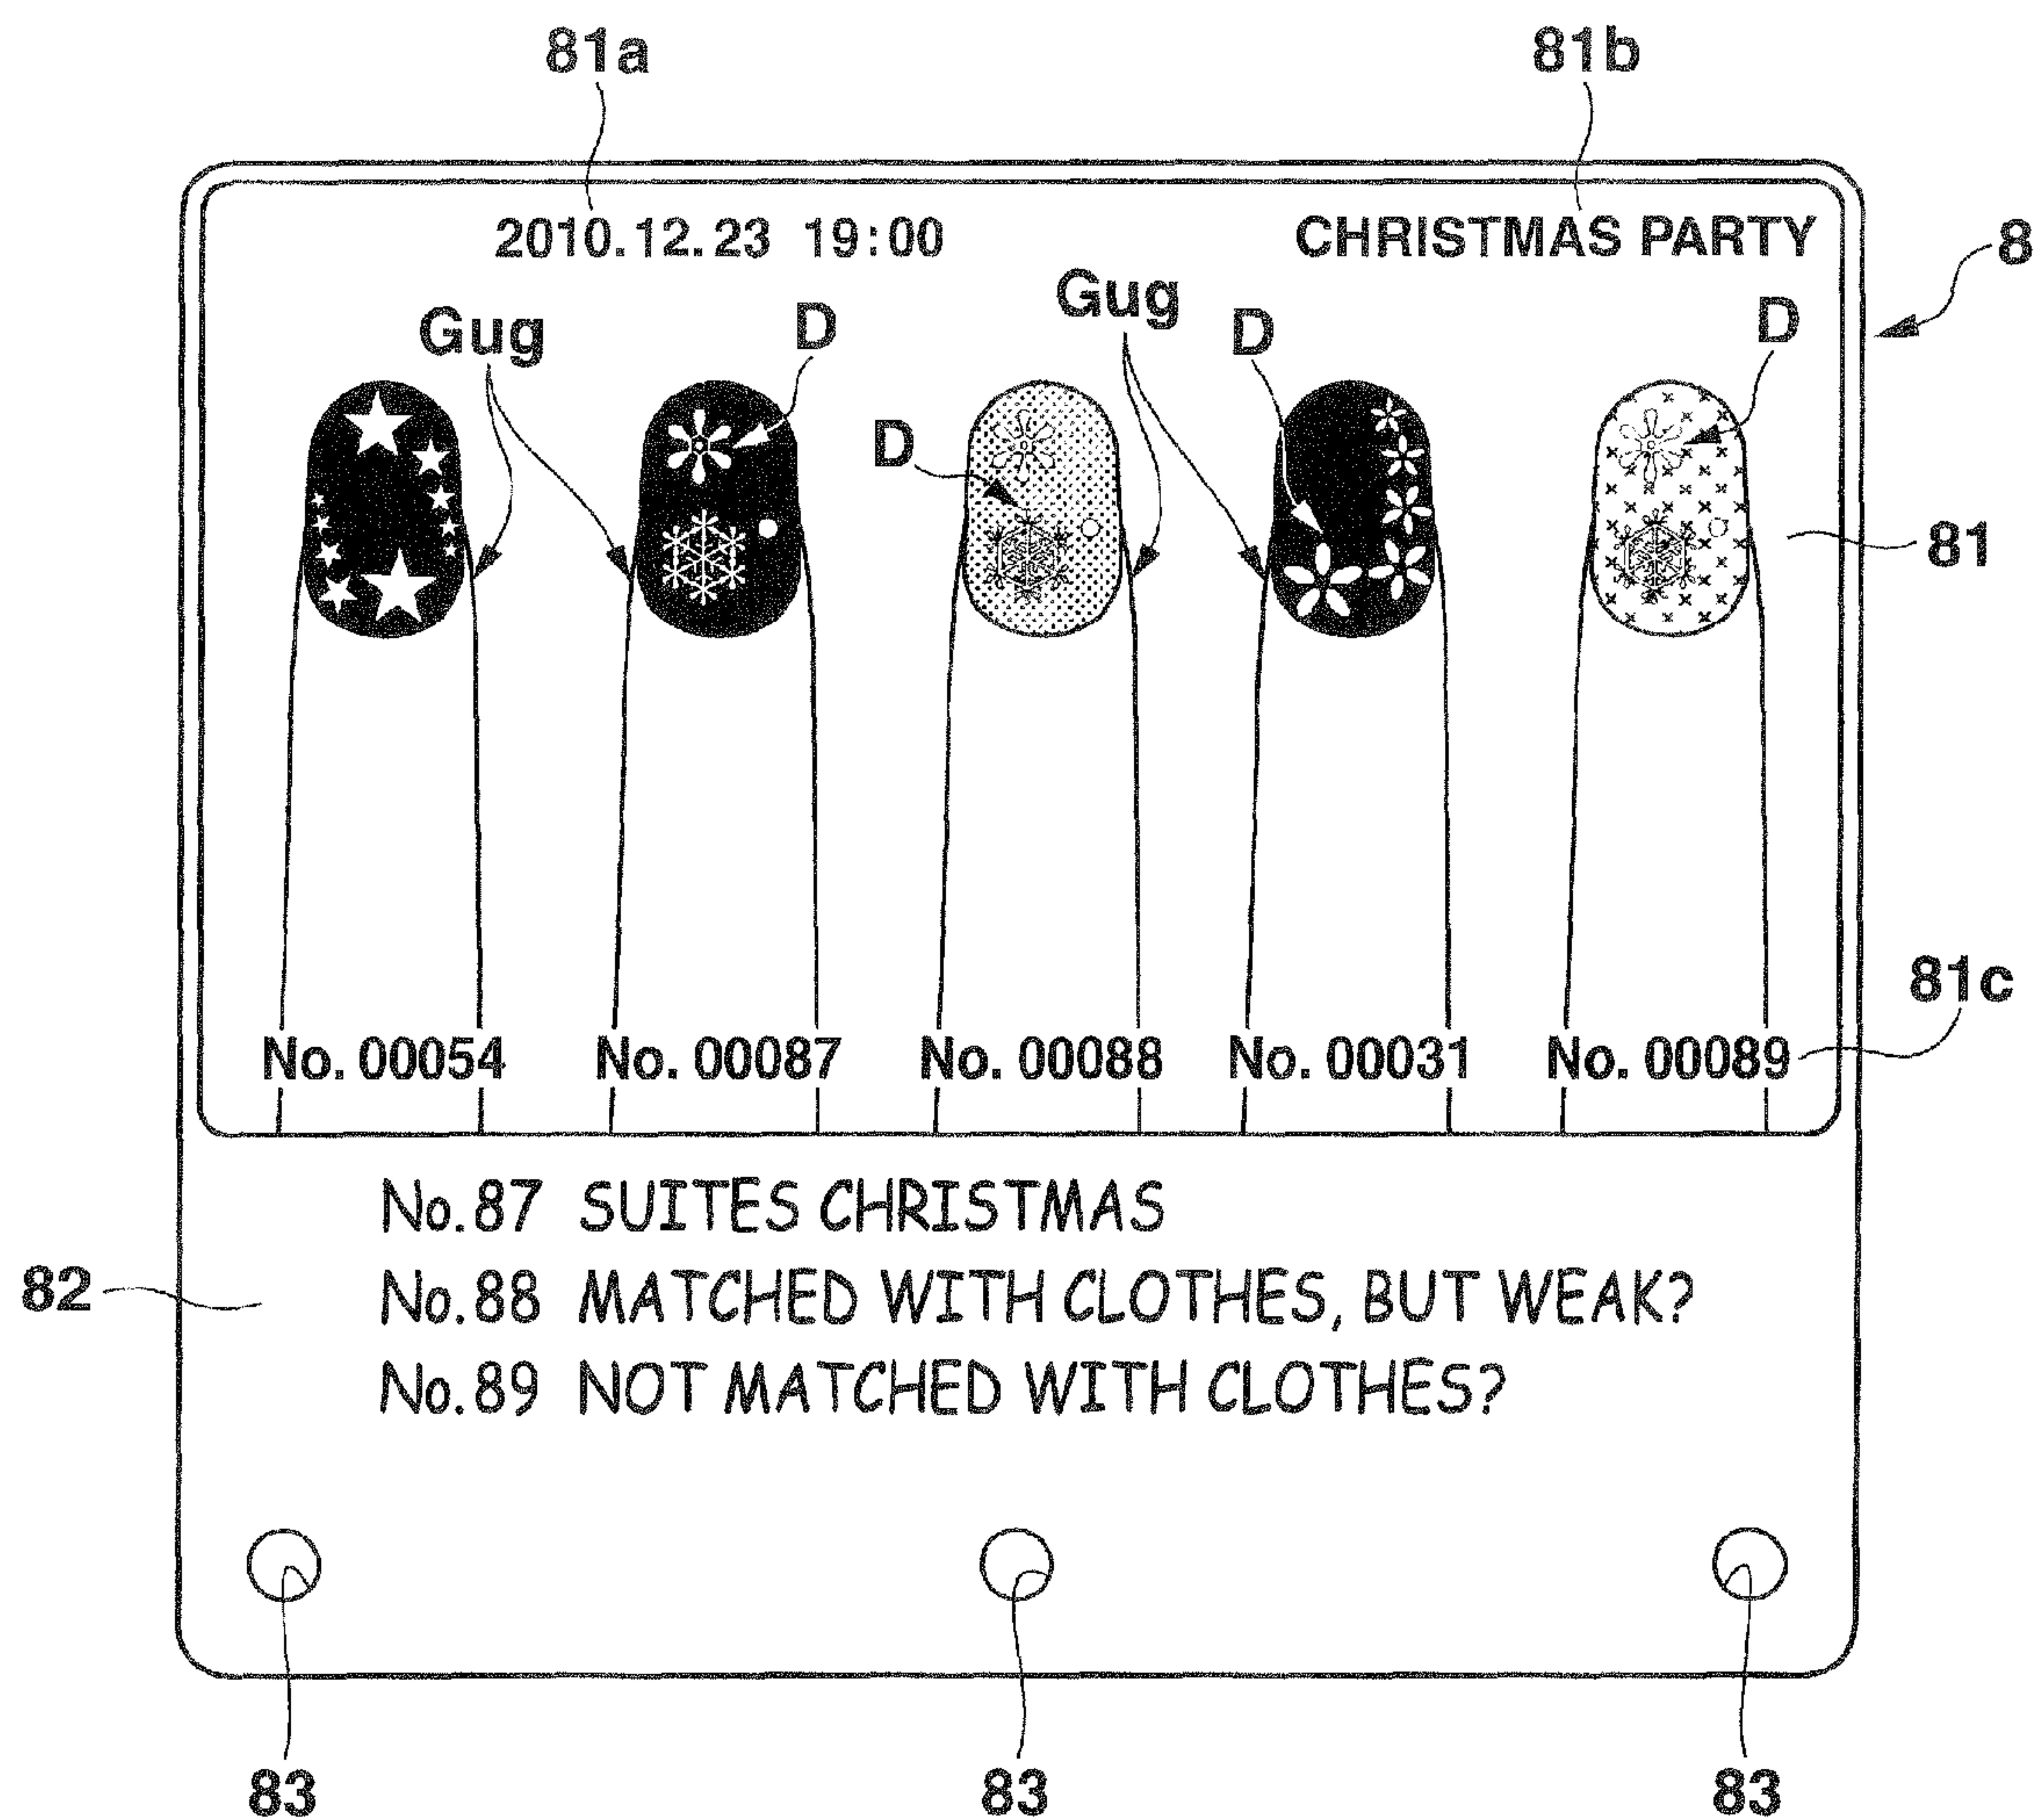 81a 81b
2010.12.23 19:00 CHRISTMAS PARTY
8
Gug D Gug D D
D
81
81c
No. 00054 No. 00087 No. 00088 No. 00031 No. 00089
No.87 SUITES CHRISTMAS
82
No.88 MATCHED WITH CLOTHES, BUT WEAK?
No.89 NOT MATCHED WITH CLOTHES?
83 83 83